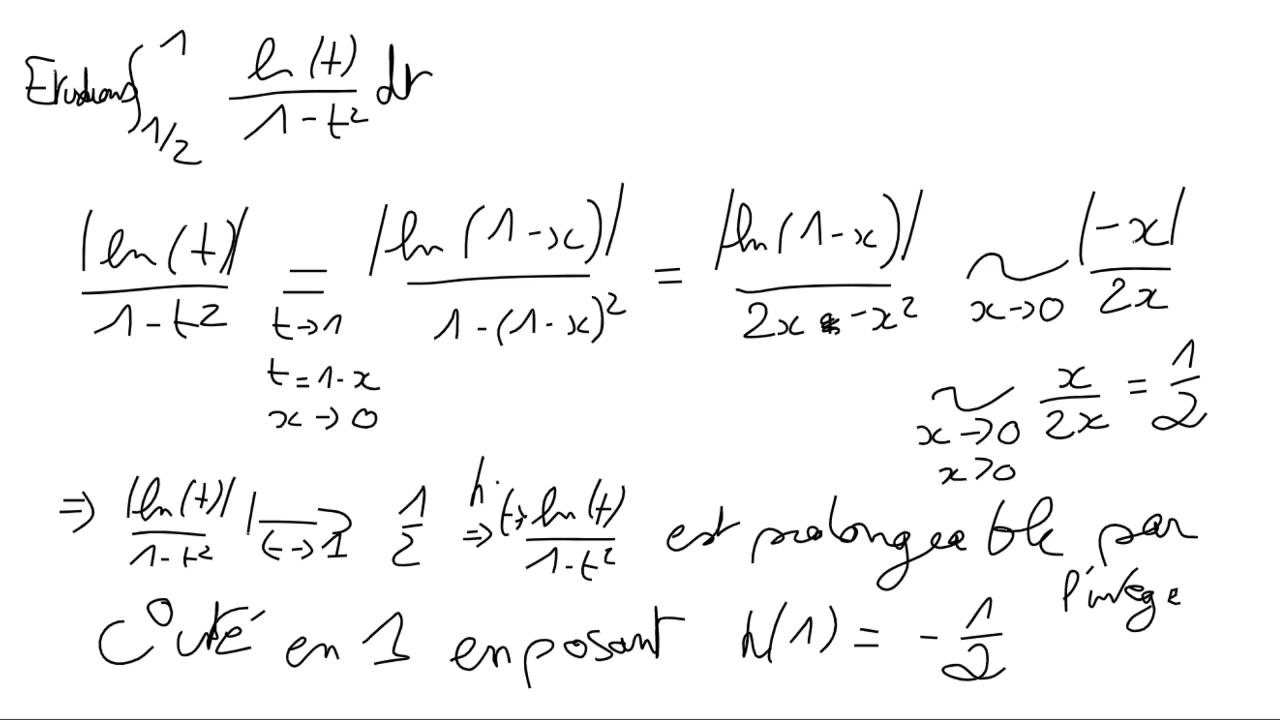 Etudions ∫_{1/2}^{1} ln(t)/(1-t²) dt
|ln(t)|/(1-t²) = |ln(1-x)|/(1-(1-x)²) = |ln(1-x)|/(2x-x²) ~ |-x|/(2x)
t→1 x→0
t=1-x
x→0
~ x/(2x) = 1/2
x→0
x>0
⇒ |ln(t)|/(1-t²) ⟶ 1/2 ⇒ h: t↦ ln(t)/(1-t²) est prolongeable par
t→1
C⁰uité en 1 en posant h(1) = -1/2